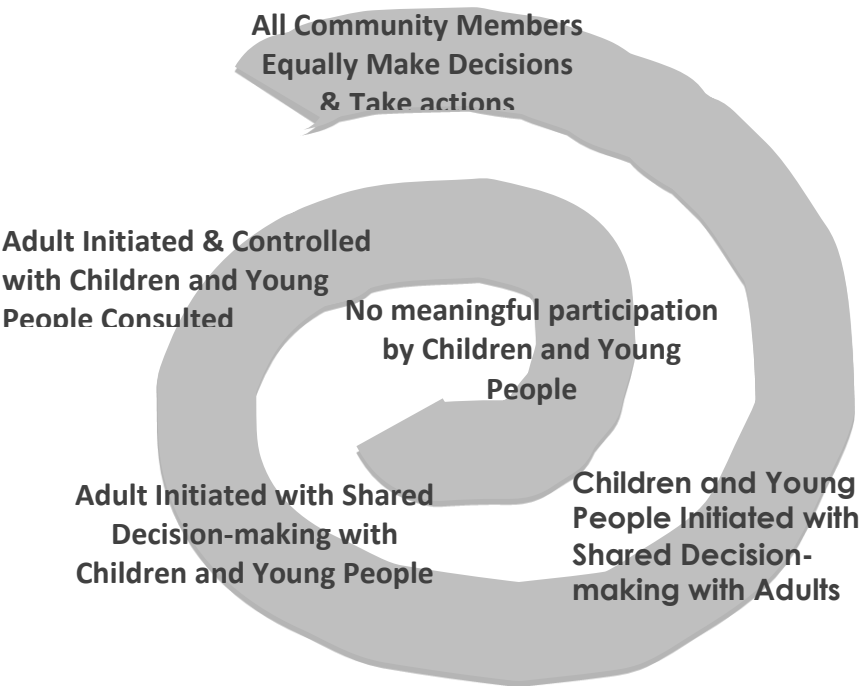 All Community Members
Equally Make Decisions
& Take actions
Adult Initiated & Controlled
with Children and Young
People Consulted
No meaningful participation
by Children and Young
People
Adult Initiated with Shared
Decision-making with
Children and Young People
Children and Young
People Initiated with
Shared Decision-
making with Adults